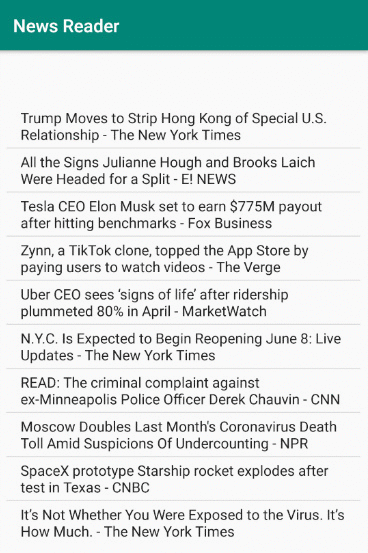 News Reader
Trump Moves to Strip Hong Kong of Special U.S.
Relationship - The New York Times
All the Signs Julianne Hough and Brooks Laich
Were Headed for a Split - E! NEWS
Tesla CEO Elon Musk set to earn $775M payout
after hitting benchmarks - Fox Business
Zynn, a TikTok clone, topped the App Store by
paying users to watch videos - The Verge
Uber CEO sees ‘signs of life’ after ridership
plummeted 80% in April - MarketWatch
N.Y.C. Is Expected to Begin Reopening June 8: Live
Updates - The New York Times
READ: The criminal complaint against
ex-Minneapolis Police Officer Derek Chauvin - CNN
Moscow Doubles Last Month's Coronavirus Death
Toll Amid Suspicions Of Undercounting - NPR
SpaceX prototype Starship rocket explodes after
test in Texas - CNBC
It’s Not Whether You Were Exposed to the Virus. It’s
How Much. - The New York Times